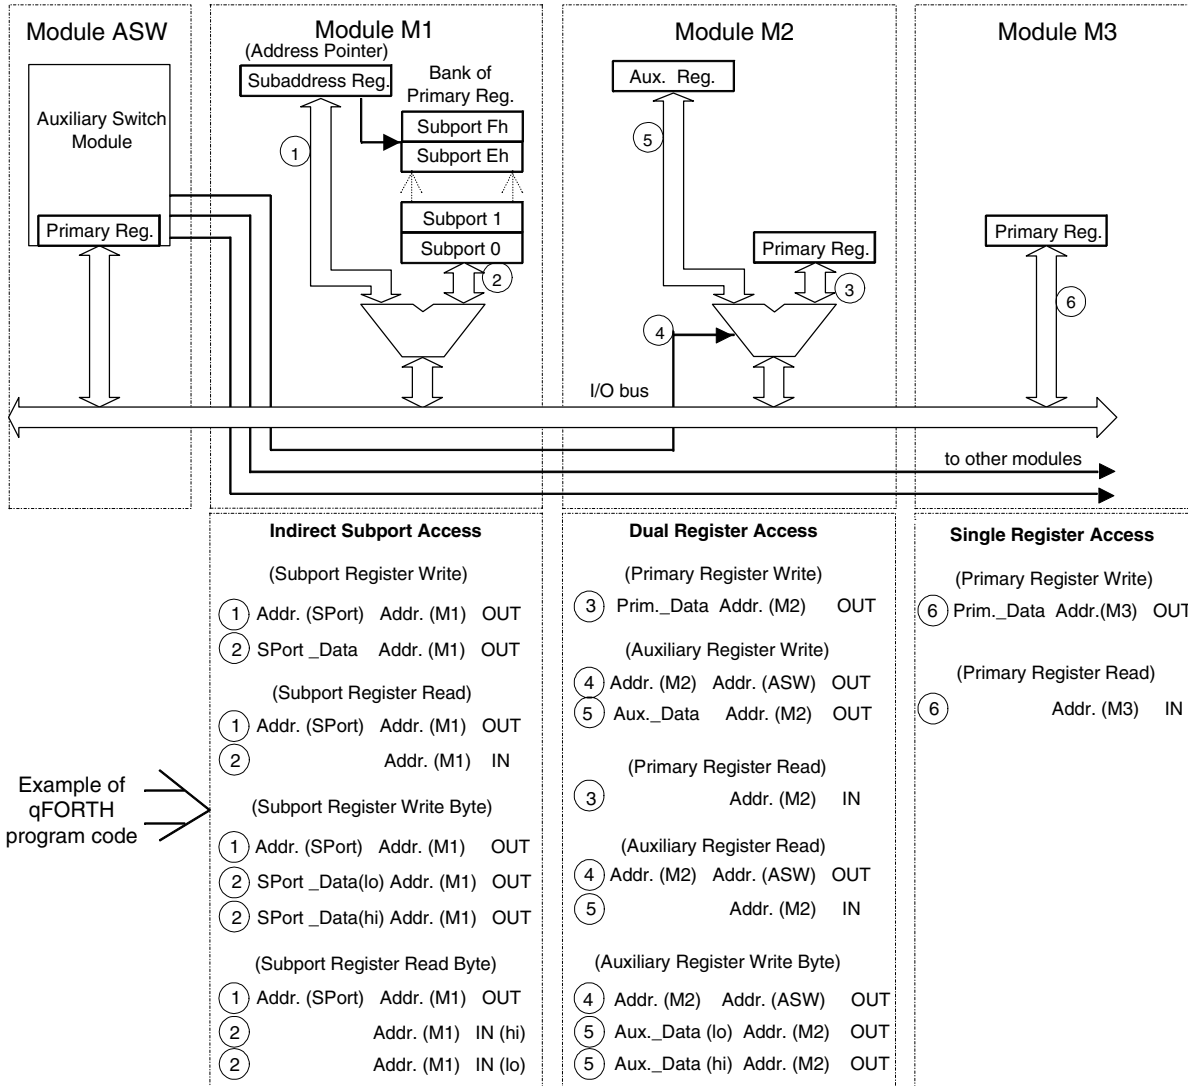 Module ASW
Module M1
Module M2
Module M3
(Address Pointer)
Subaddress Reg.
Bank of
Primary Reg.
Subport Fh
Subport Eh
Subport 1
Subport 0
Auxiliary Switch
Module
Primary Reg.
Aux. Reg.
Primary Reg.
Primary Reg.
1
2
5
3
4
6
I/O bus
to other modules
Example of
qFORTH
program code
Indirect Subport Access
(Subport Register Write)
1 Addr. (SPort) Addr. (M1) OUT
2 SPort _Data Addr. (M1) OUT
(Subport Register Read)
1 Addr. (SPort) Addr. (M1) OUT
2 Addr. (M1) IN
(Subport Register Write Byte)
1 Addr. (SPort) Addr. (M1) OUT
2 SPort _Data(lo) Addr. (M1) OUT
2 SPort _Data(hi) Addr. (M1) OUT
(Subport Register Read Byte)
1 Addr. (SPort) Addr. (M1) OUT
2 Addr. (M1) IN (hi)
2 Addr. (M1) IN (lo)
Dual Register Access
(Primary Register Write)
3 Prim._Data Addr. (M2) OUT
(Auxiliary Register Write)
4 Addr. (M2) Addr. (ASW) OUT
5 Aux._Data Addr. (M2) OUT
(Primary Register Read)
3 Addr. (M2) IN
(Auxiliary Register Read)
4 Addr. (M2) Addr. (ASW) OUT
5 Addr. (M2) IN
(Auxiliary Register Write Byte)
4 Addr. (M2) Addr. (ASW) OUT
5 Aux._Data (lo) Addr. (M2) OUT
5 Aux._Data (hi) Addr. (M2) OUT
Single Register Access
(Primary Register Write)
6 Prim._Data Addr.(M3) OUT
(Primary Register Read)
6 Addr. (M3) IN